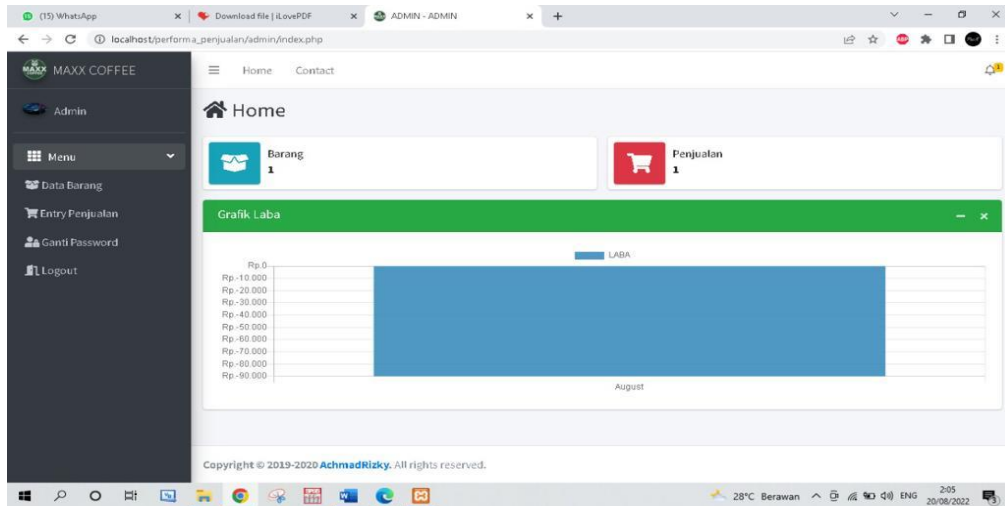 (15) WhatsApp
Download file | iLovePDF
ADMIN - ADMIN
localhost/performa_penjualan/admin/index.php
ABP
MAXX
MAXX COFFEE
Home Contact
1
Admin
Home
Menu
Barang
1
Penjualan
1
Data Barang
Entry Penjualan
Ganti Password
Logout
Grafik Laba
LABA
Rp.0
Rp.-10.000
Rp.-20.000
Rp.-30.000
Rp.-40.000
Rp.-50.000
Rp.-60.000
Rp.-70.000
Rp.-80.000
Rp.-90.000
August
Copyright © 2019-2020 AchmadRizky. All rights reserved.
28°C Berawan
ENG
2:05
20/08/2022
3